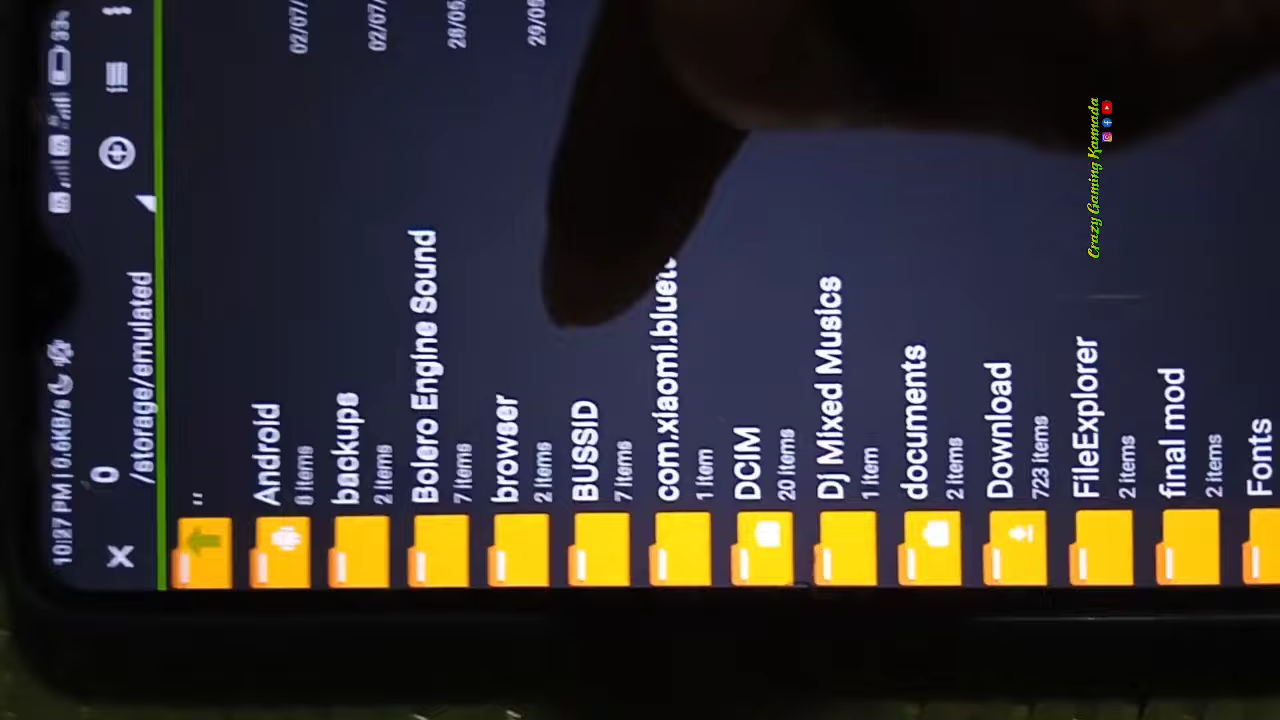 10:27 PM | 0.6KB/s
33%
0
/storage/emulated
..
Android
8 items
02/07/
backups
2 items
02/07/
Bolero Engine Sound
7 items
28/05
browser
2 items
29/05
BUSSID
7 items
com.xiaomi.bluet
1 item
DCIM
20 items
Dj Mixed Musics
1 item
documents
2 items
Download
723 items
FileExplorer
2 items
final mod
2 items
Fonts
Crazy Gaming Kannada